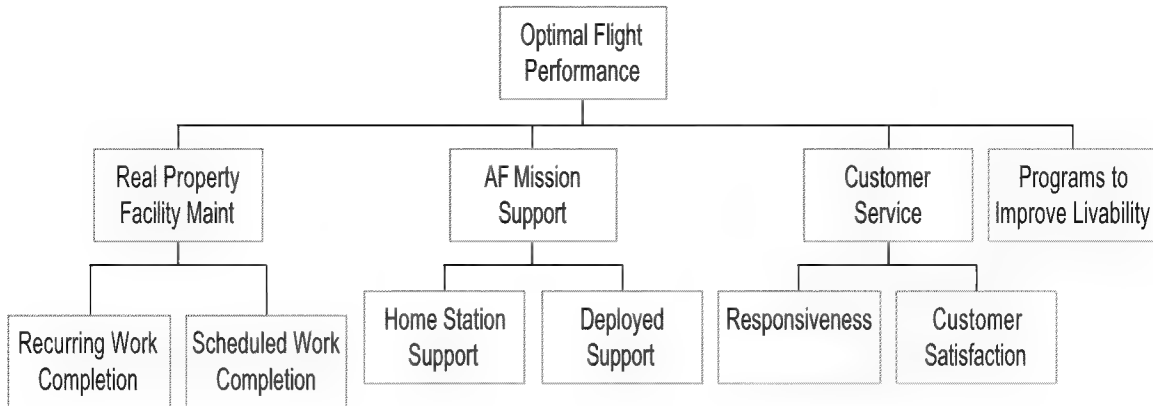 Optimal Flight
Performance
Real Property
Facility Maint
AF Mission
Support
Customer
Service
Programs to
Improve Livability
Recurring Work
Completion
Scheduled Work
Completion
Home Station
Support
Deployed
Support
Responsiveness
Customer
Satisfaction